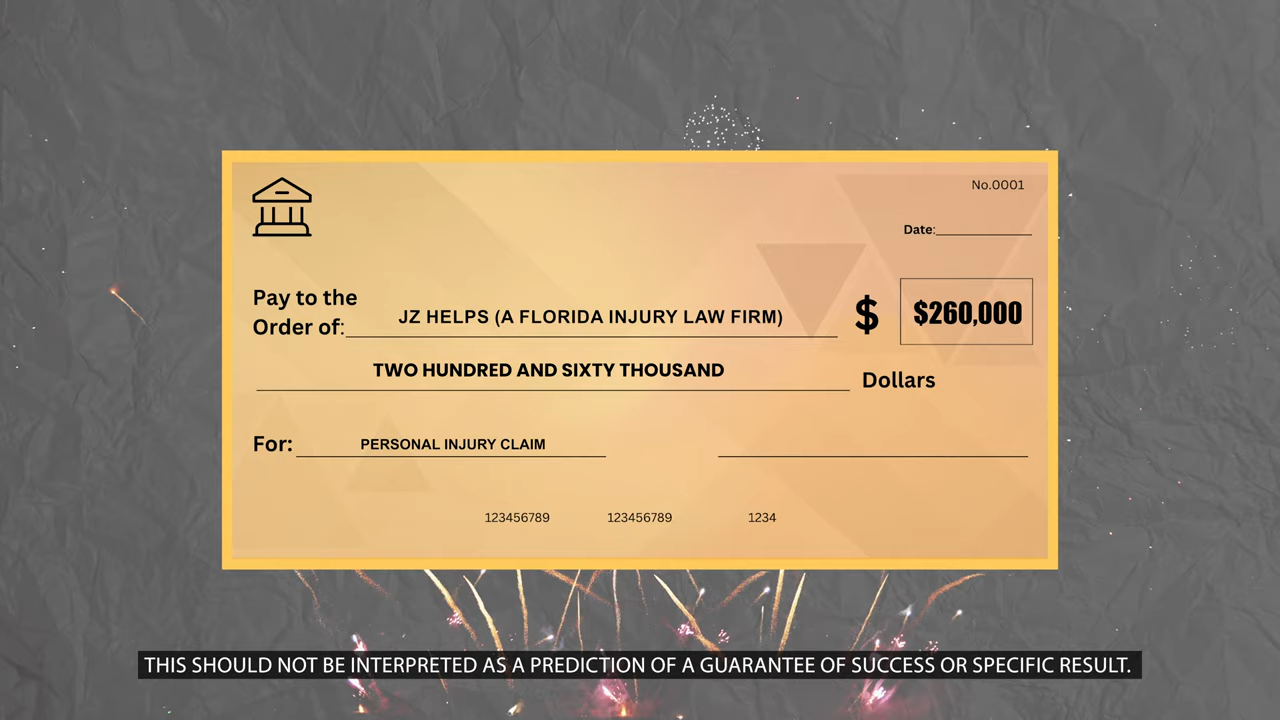 No.0001
Date:
Pay to the
Order of:
JZ HELPS (A FLORIDA INJURY LAW FIRM)
$
$260,000
TWO HUNDRED AND SIXTY THOUSAND
Dollars
For:
PERSONAL INJURY CLAIM
123456789 123456789 1234
THIS SHOULD NOT BE INTERPRETED AS A PREDICTION OF A GUARANTEE OF SUCCESS OR SPECIFIC RESULT.